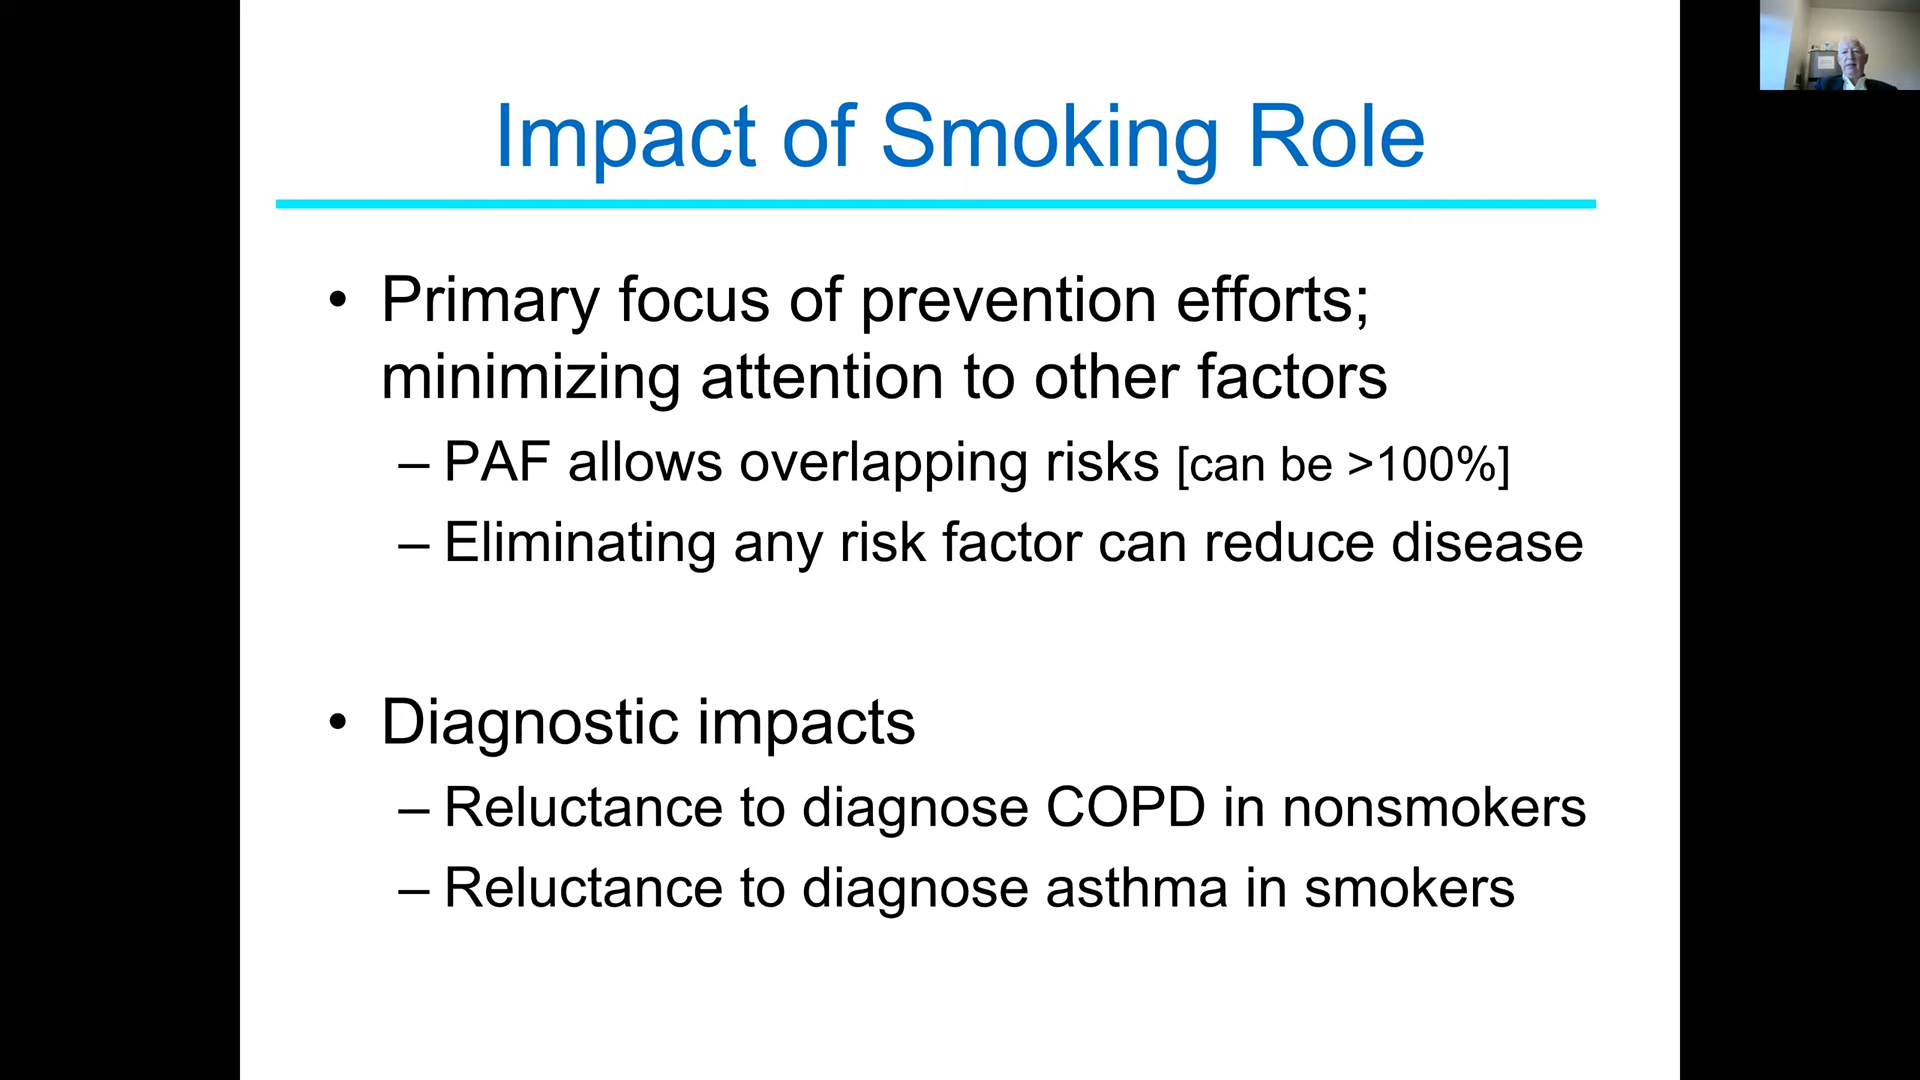 Impact of Smoking Role
• Primary focus of prevention efforts;
minimizing attention to other factors
– PAF allows overlapping risks [can be >100%]
– Eliminating any risk factor can reduce disease
• Diagnostic impacts
– Reluctance to diagnose COPD in nonsmokers
– Reluctance to diagnose asthma in smokers